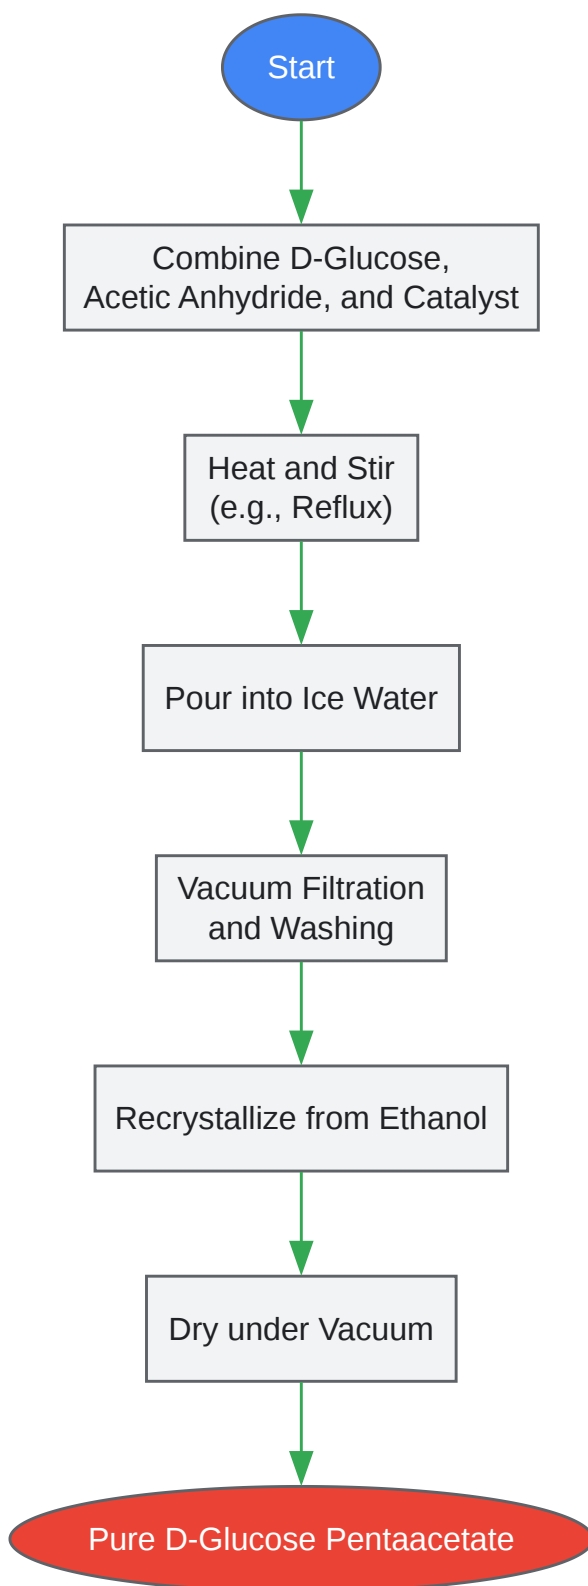 Start
Combine D-Glucose,
Acetic Anhydride, and Catalyst
Heat and Stir
(e.g., Reflux)
Pour into Ice Water
Vacuum Filtration
and Washing
Recrystallize from Ethanol
Dry under Vacuum
Pure D-Glucose Pentaacetate